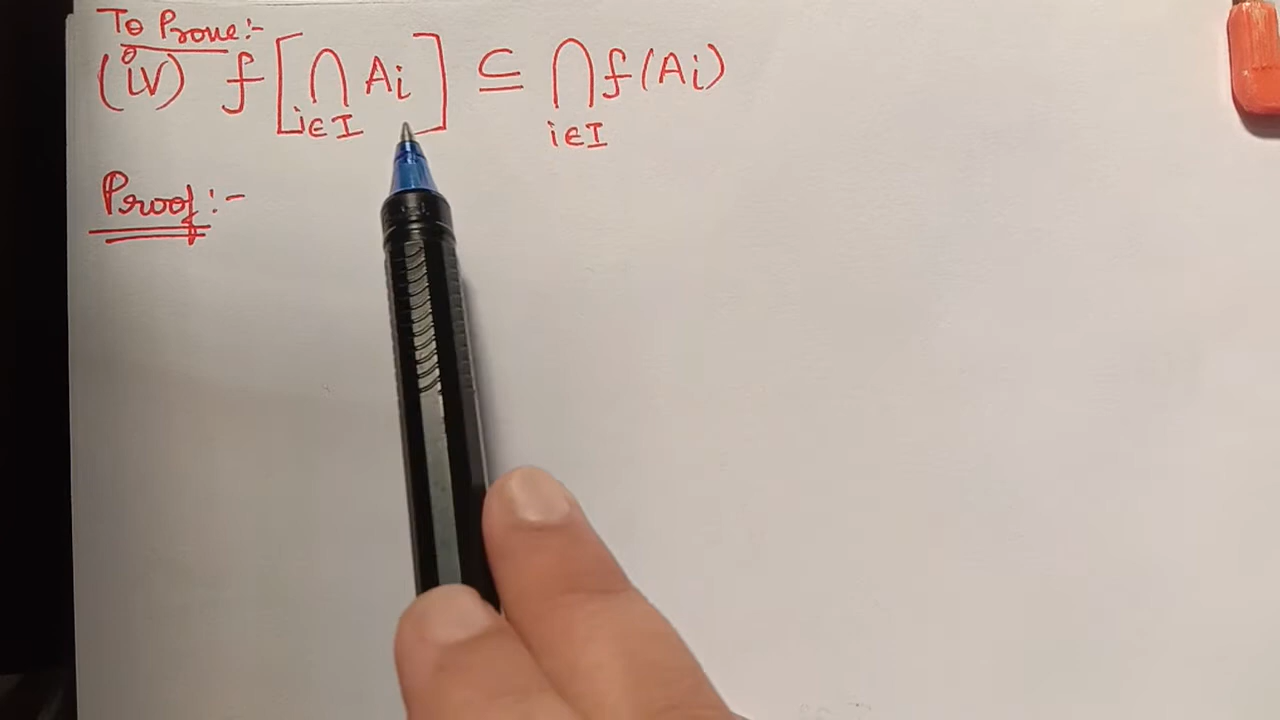 To Prove:-
(iv) f[⋂ Ai] ⊆ ⋂ f(Ai)
i∈I i∈I
Proof:-